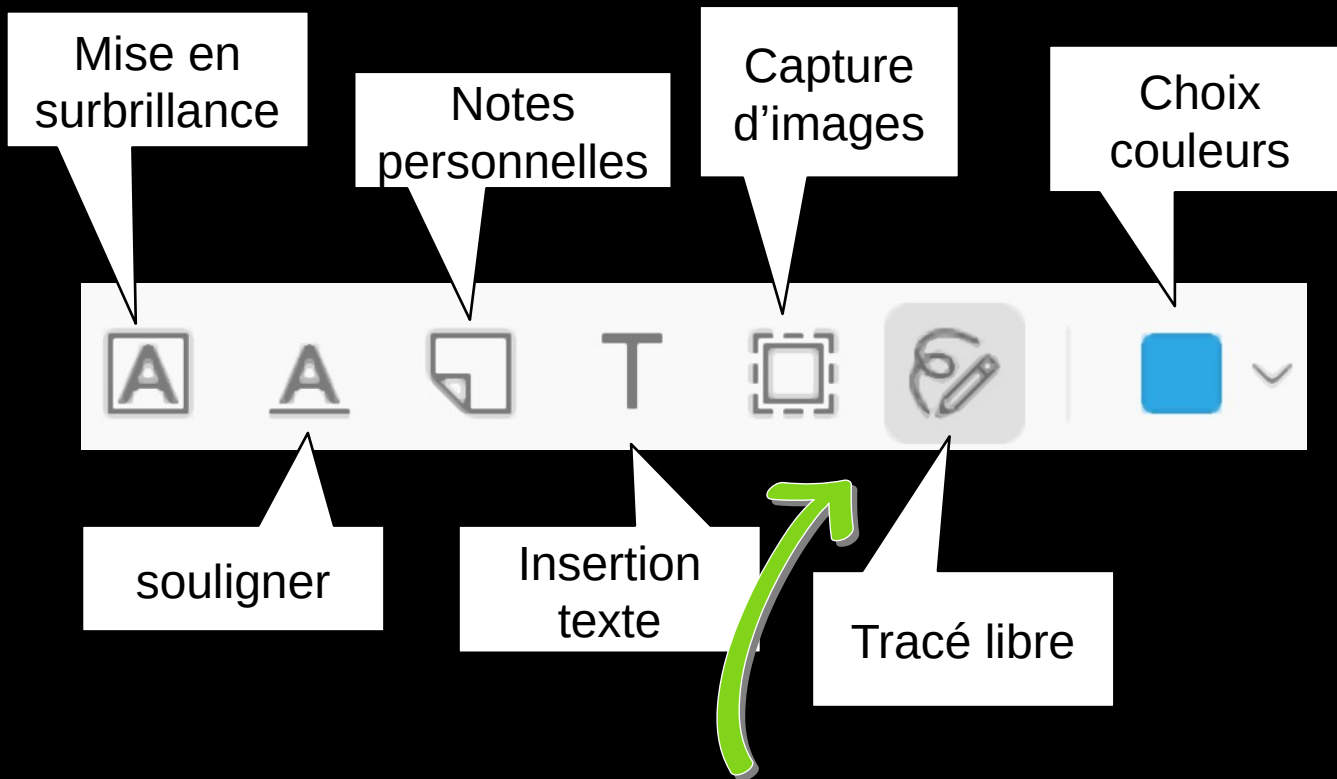 Mise en
surbrillance
Notes
personnelles
Capture
d’images
Choix
couleurs
A
A
T
souligner
Insertion
texte
Tracé libre